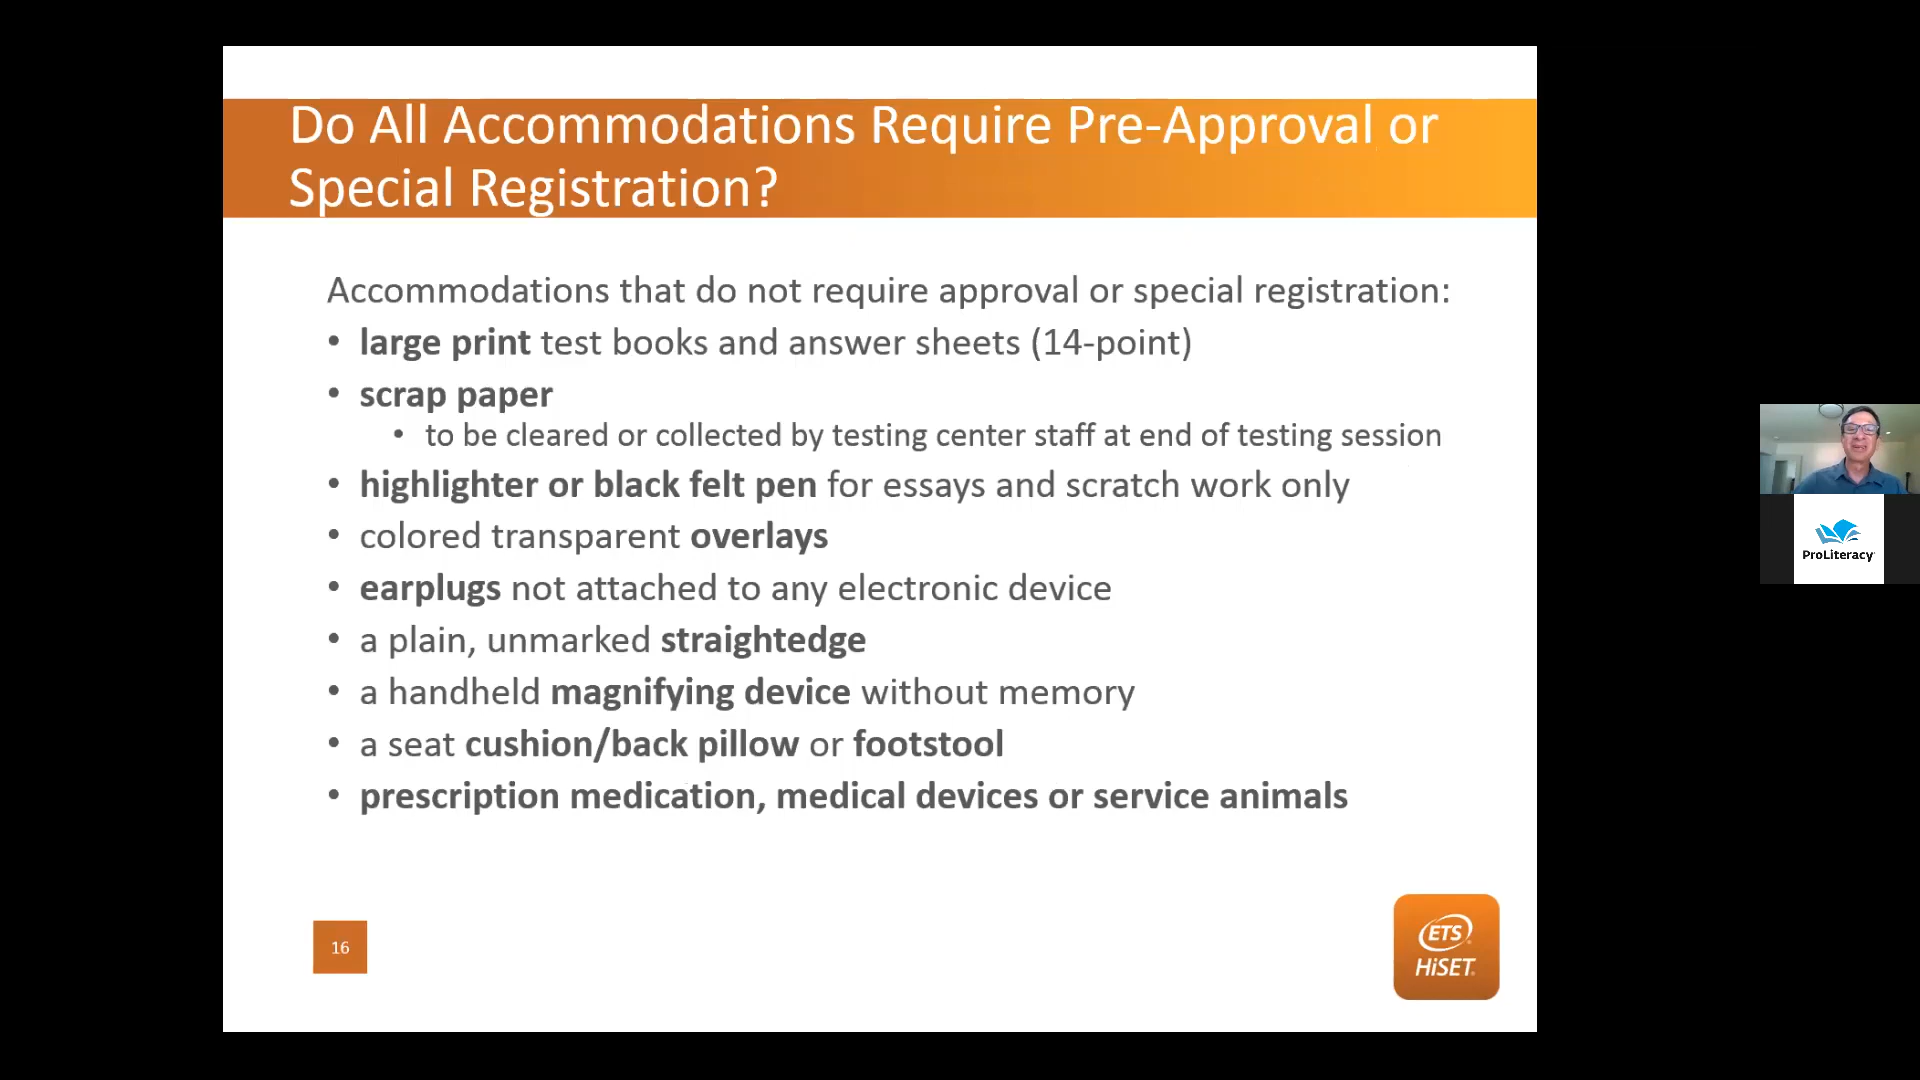 Do All Accommodations Require Pre-Approval or
Special Registration?
Accommodations that do not require approval or special registration:
• large print test books and answer sheets (14-point)
• scrap paper
• to be cleared or collected by testing center staff at end of testing session
• highlighter or black felt pen for essays and scratch work only
• colored transparent overlays
• earplugs not attached to any electronic device
• a plain, unmarked straightedge
• a handheld magnifying device without memory
• a seat cushion/back pillow or footstool
• prescription medication, medical devices or service animals
16
ETS
HiSET®
ProLiteracy